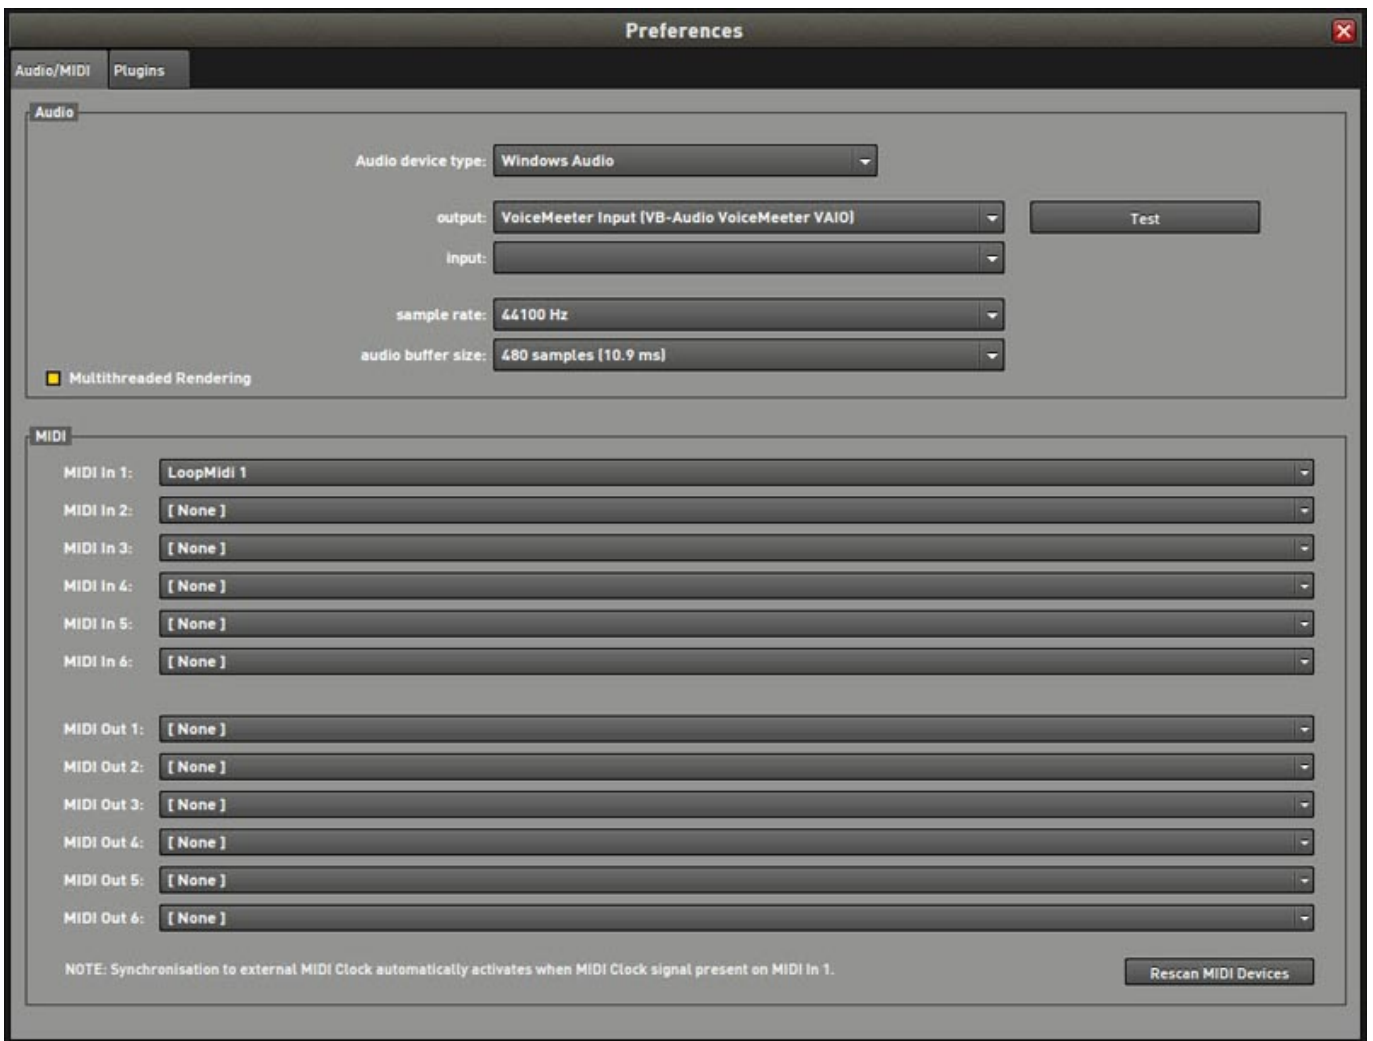 Preferences
Audio/MIDI Plugins
Audio
Audio device type: Windows Audio
output: VoiceMeeter Input (VB-Audio VoiceMeeter VAIO) Test
input:
sample rate: 44100 Hz
audio buffer size: 480 samples (10.9 ms)
Multithreaded Rendering
MIDI
MIDI In 1: LoopMidi 1
MIDI In 2: [ None ]
MIDI In 3: [ None ]
MIDI In 4: [ None ]
MIDI In 5: [ None ]
MIDI In 6: [ None ]
MIDI Out 1: [ None ]
MIDI Out 2: [ None ]
MIDI Out 3: [ None ]
MIDI Out 4: [ None ]
MIDI Out 5: [ None ]
MIDI Out 6: [ None ]
NOTE: Synchronisation to external MIDI Clock automatically activates when MIDI Clock signal present on MIDI In 1. Rescan MIDI Devices